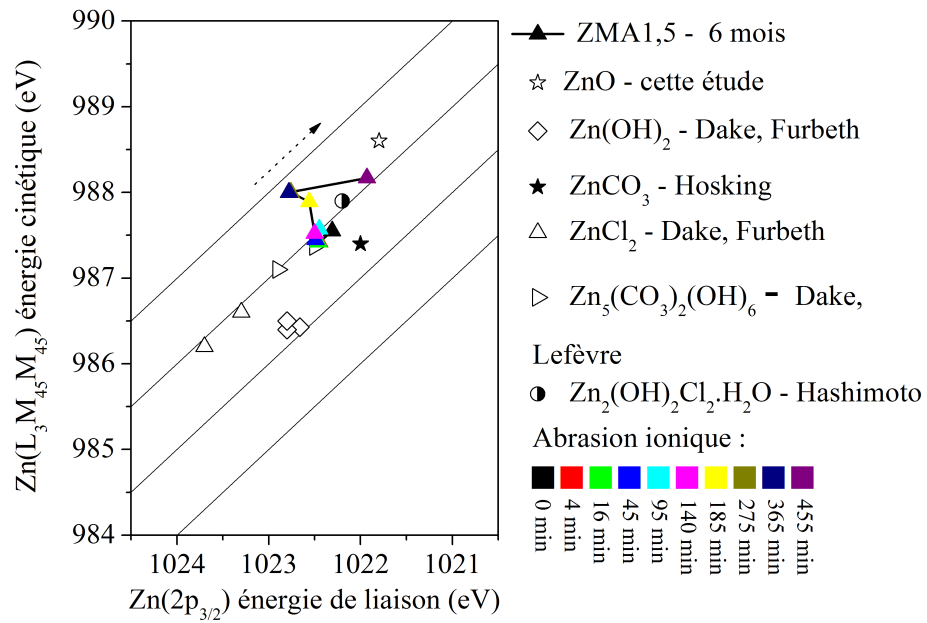 990
989
988
987
986
985
984
1024
1023
1022
1021
Zn(L3M45M45) énergie cinétique (eV)
Zn(2p3/2) énergie de liaison (eV)
ZMA1,5 - 6 mois
ZnO - cette étude
Zn(OH)2 - Dake, Furbeth
ZnCO3 - Hosking
ZnCl2 - Dake, Furbeth
Zn5(CO3)2(OH)6 - Dake,
Lefèvre
Zn2(OH)2Cl2.H2O - Hashimoto
Abrasion ionique :
0 min
4 min
16 min
45 min
95 min
140 min
185 min
275 min
365 min
455 min